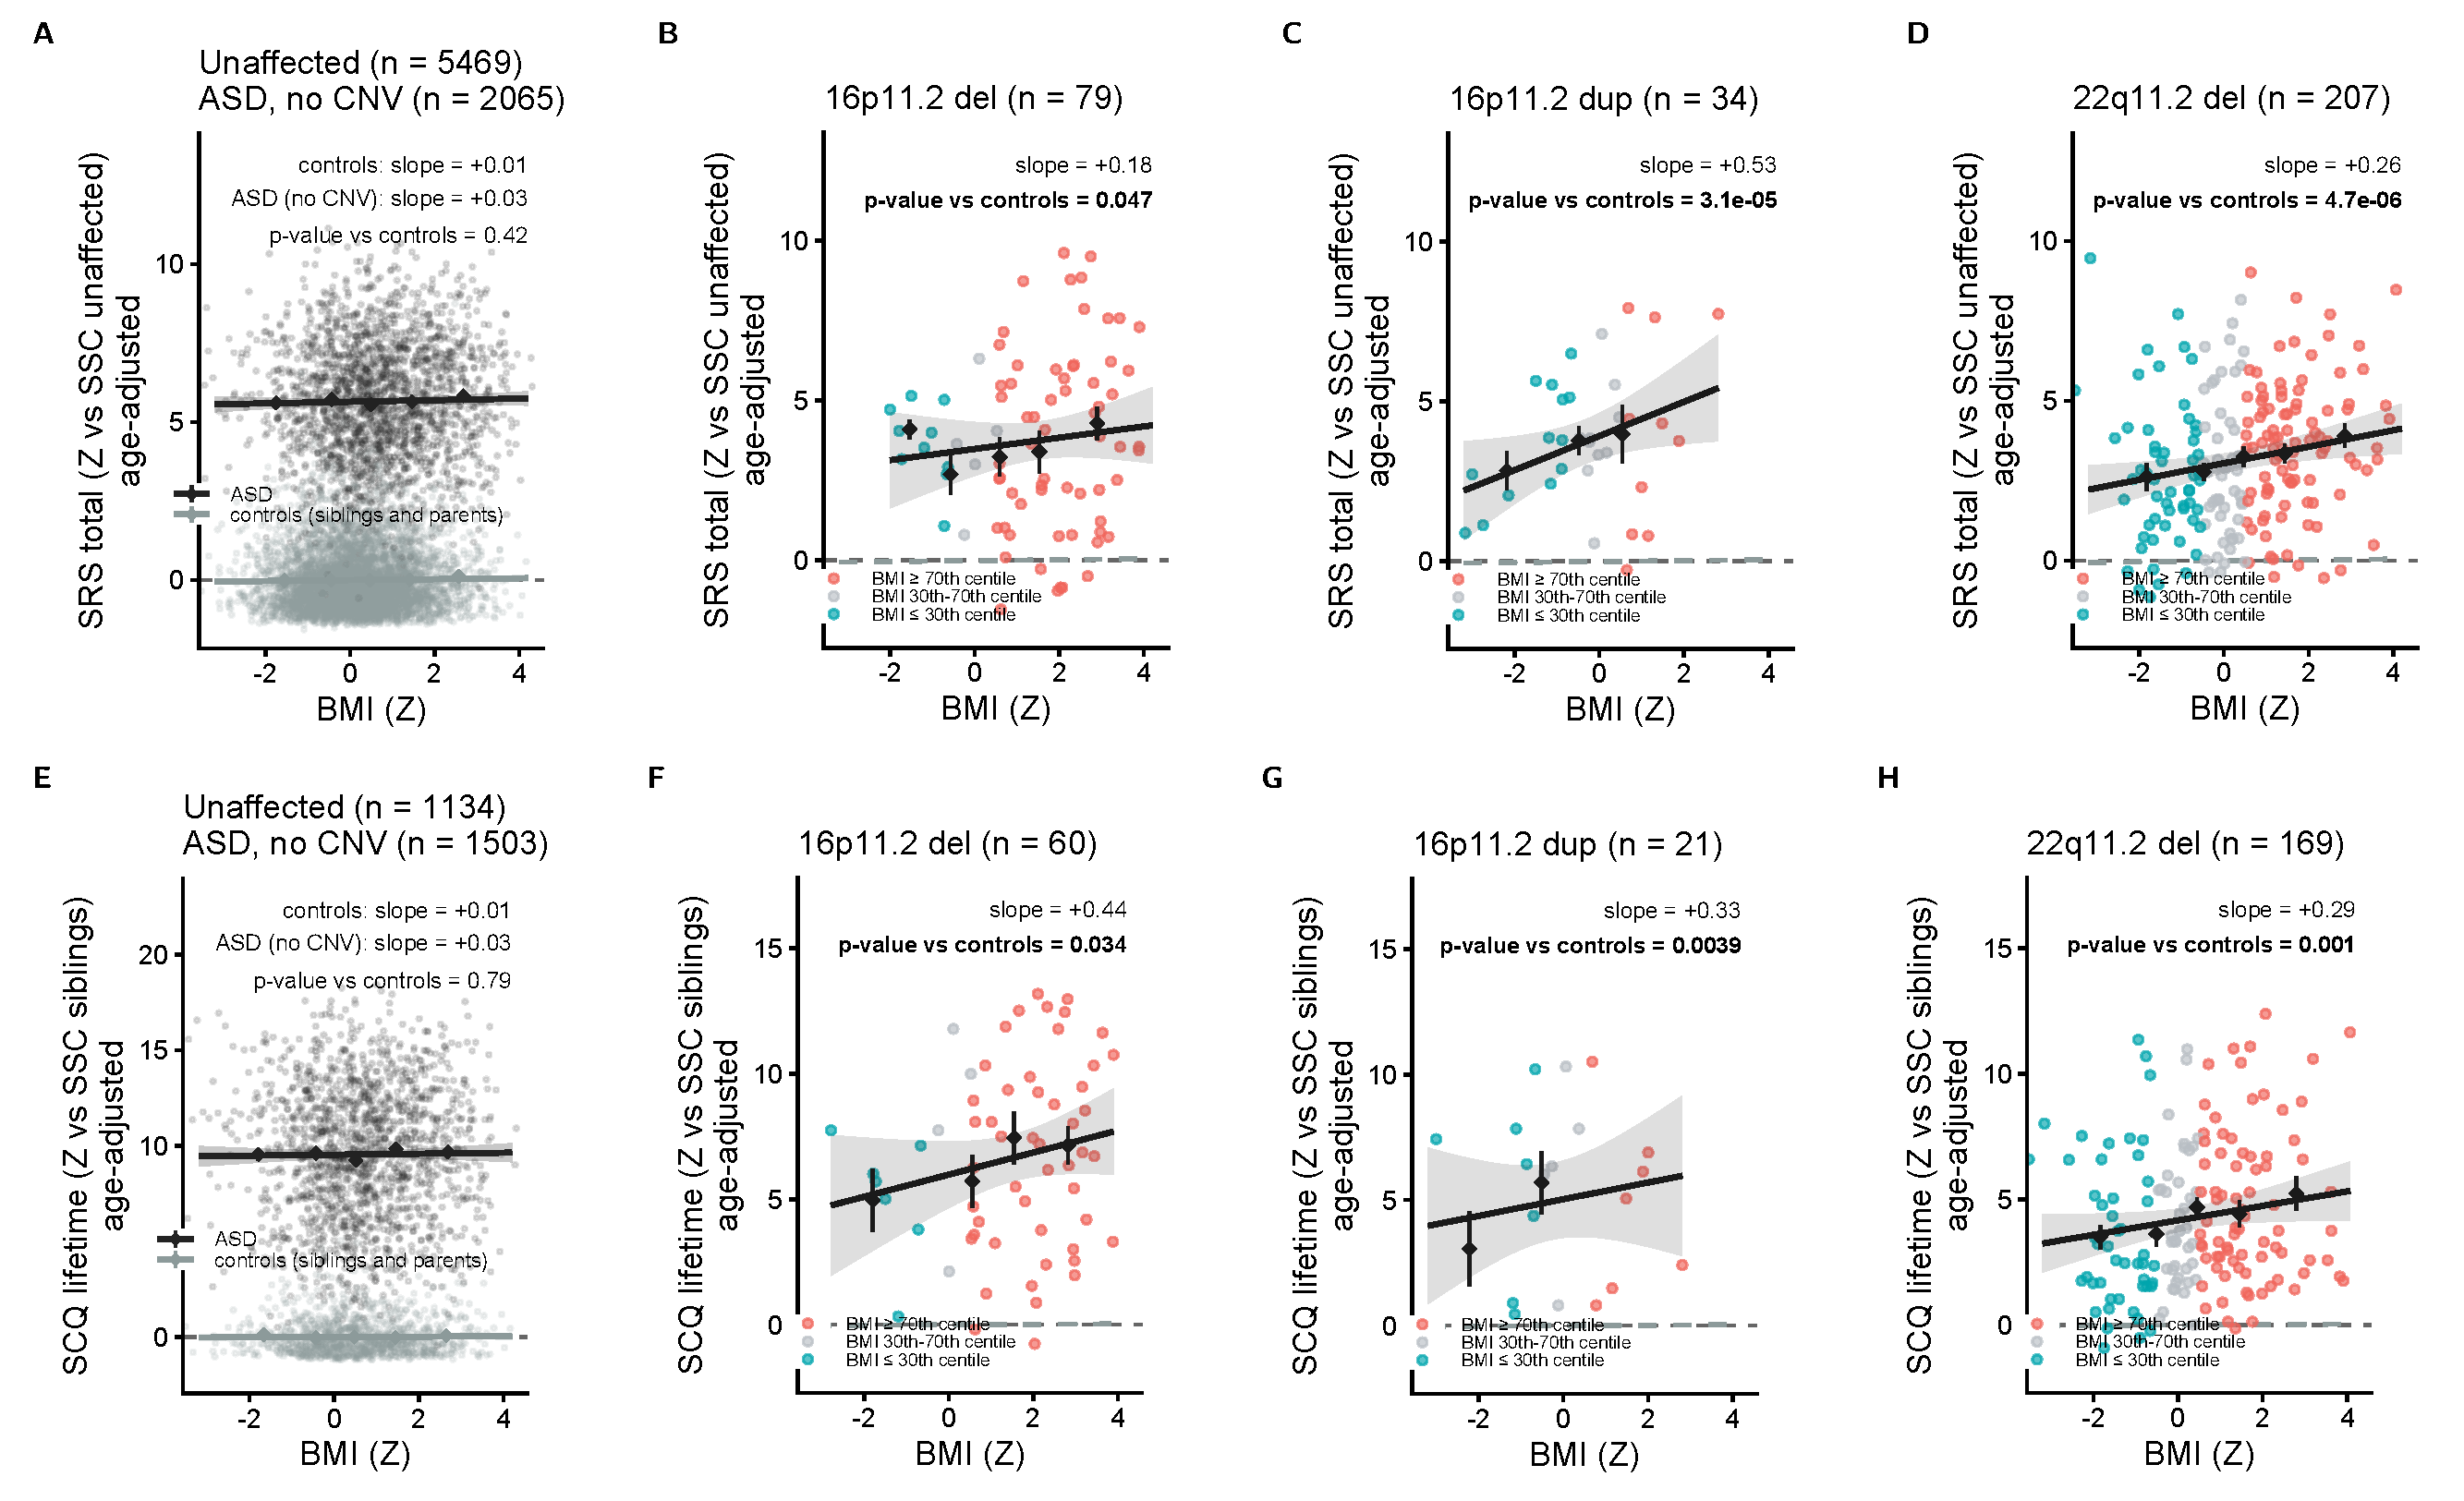 A
Unaffected (n = 5469)
ASD, no CNV (n = 2065)
controls: slope = +0.01
ASD (no CNV): slope = +0.03
p-value vs controls = 0.42
SRS total (Z vs SSC unaffected)
age-adjusted
10
5
0
ASD
controls (siblings and parents)
-2 0 2 4
BMI (Z)
B
16p11.2 del (n = 79)
slope = +0.18
p-value vs controls = 0.047
SRS total (Z vs SSC unaffected)
age-adjusted
10
5
0
BMI ≥ 70th centile
BMI 30th-70th centile
BMI ≤ 30th centile
-2 0 2 4
BMI (Z)
C
16p11.2 dup (n = 34)
slope = +0.53
p-value vs controls = 3.1e-05
SRS total (Z vs SSC unaffected)
age-adjusted
10
5
0
BMI ≥ 70th centile
BMI 30th-70th centile
BMI ≤ 30th centile
-2 0 2 4
BMI (Z)
D
22q11.2 del (n = 207)
slope = +0.26
p-value vs controls = 4.7e-06
SRS total (Z vs SSC unaffected)
age-adjusted
10
5
0
BMI ≥ 70th centile
BMI 30th-70th centile
BMI ≤ 30th centile
-2 0 2 4
BMI (Z)
E
Unaffected (n = 1134)
ASD, no CNV (n = 1503)
controls: slope = +0.01
ASD (no CNV): slope = +0.03
p-value vs controls = 0.79
SCQ lifetime (Z vs SSC siblings)
age-adjusted
20
15
10
0
ASD
controls (siblings and parents)
-2 0 2 4
BMI (Z)
F
16p11.2 del (n = 60)
slope = +0.44
p-value vs controls = 0.034
SCQ lifetime (Z vs SSC siblings)
age-adjusted
15
10
5
0
BMI ≥ 70th centile
BMI 30th-70th centile
BMI ≤ 30th centile
-2 0 2 4
BMI (Z)
G
16p11.2 dup (n = 21)
slope = +0.33
p-value vs controls = 0.0039
SCQ lifetime (Z vs SSC siblings)
age-adjusted
15
10
5
0
BMI ≥ 70th centile
BMI 30th-70th centile
BMI ≤ 30th centile
-2 0 2 4
BMI (Z)
H
22q11.2 del (n = 169)
slope = +0.29
p-value vs controls = 0.001
SCQ lifetime (Z vs SSC siblings)
age-adjusted
15
10
5
0
BMI ≥ 70th centile
BMI 30th-70th centile
BMI ≤ 30th centile
-2 0 2 4
BMI (Z)